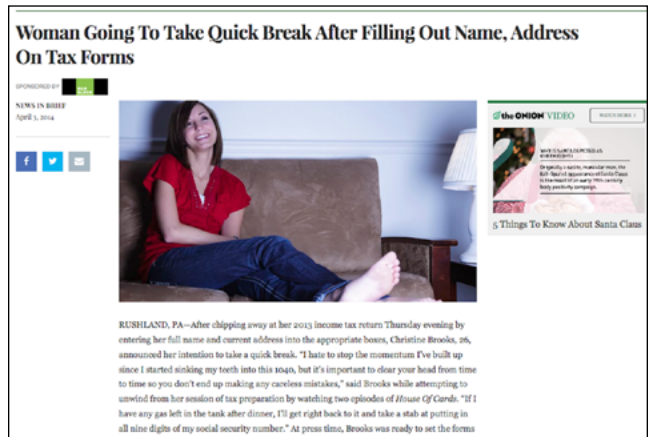 Woman Going To Take Quick Break After Filling Out Name, Address
On Tax Forms
SPONSORED BY
NEWS IN BRIEF
April 3, 2014
f
the ONION VIDEO
5 Things To Know About Santa Claus
RUSHLAND, PA—After chipping away at her 2013 income tax return Thursday evening by
entering her full name and current address into the appropriate boxes, Christine Brooks, 26,
announced her intention to take a quick break. “I hate to stop the momentum I’ve built up
since I started sinking my teeth into this 1040, but it’s important to clear your head from time
to time so you don’t end up making any careless mistakes,” said Brooks while attempting to
unwind from her session of tax preparation by watching two episodes of House Of Cards. “If I
have any gas left in the tank after dinner, I’ll get right back to it and take a stab at putting in
all nine digits of my social security number.” At press time, Brooks was ready to set the forms